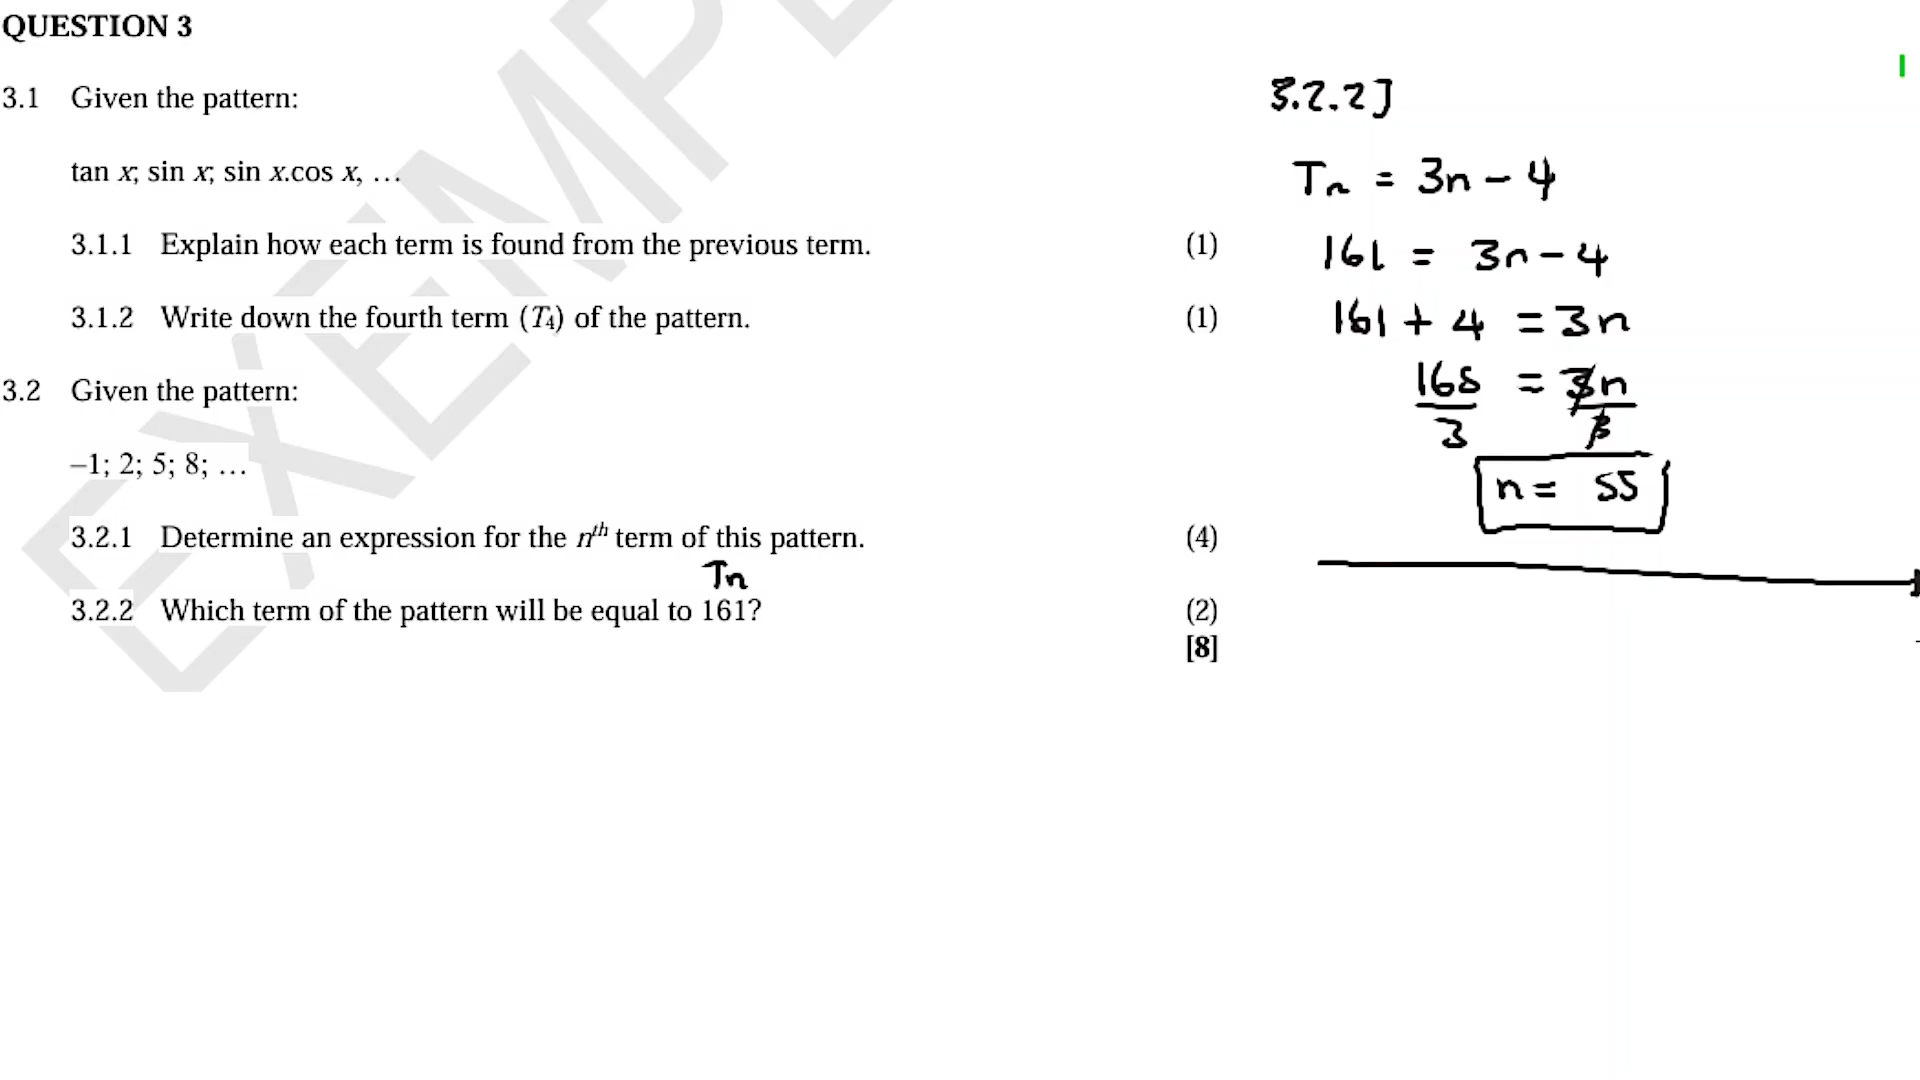 QUESTION 3
3.1 Given the pattern:
tan x; sin x; sin x.cos x, …
3.1.1 Explain how each term is found from the previous term. (1)
3.1.2 Write down the fourth term (T4) of the pattern. (1)
3.2 Given the pattern:
–1; 2; 5; 8; …
3.2.1 Determine an expression for the nth term of this pattern. (4)
Tn
3.2.2 Which term of the pattern will be equal to 161? (2)
[8]
3.2.2]
Tn = 3n - 4
161 = 3n - 4
161 + 4 = 3n
165 = 3n
3 3
n = 55
EXEMPL